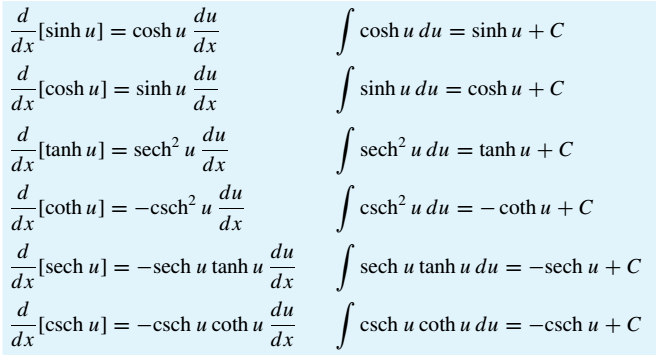 d/dx [sinh u] = cosh u du/dx    ∫ cosh u du = sinh u + C
d/dx [cosh u] = sinh u du/dx    ∫ sinh u du = cosh u + C
d/dx [tanh u] = sech² u du/dx    ∫ sech² u du = tanh u + C
d/dx [coth u] = −csch² u du/dx    ∫ csch² u du = − coth u + C
d/dx [sech u] = −sech u tanh u du/dx    ∫ sech u tanh u du = −sech u + C
d/dx [csch u] = −csch u coth u du/dx    ∫ csch u coth u du = −csch u + C